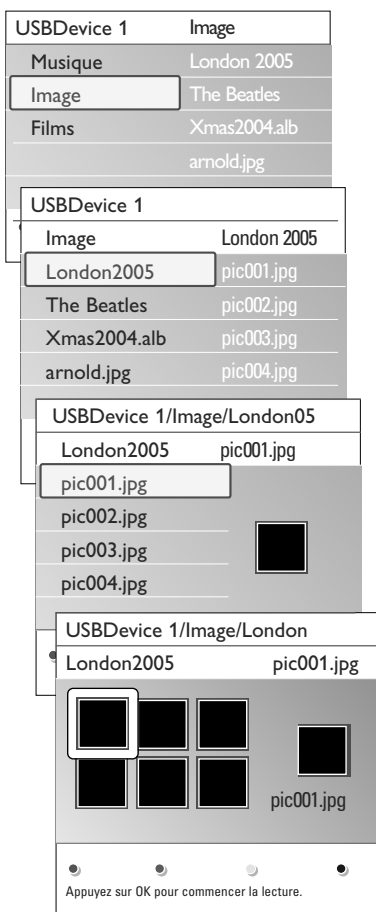 USBDevice 1 Image
Musique London 2005
Image The Beatles
Films Xmas2004.alb
arnold.jpg
USBDevice 1
Image London 2005
London2005 pic001.jpg
The Beatles pic002.jpg
Xmas2004.alb pic003.jpg
arnold.jpg pic004.jpg
USBDevice 1/Image/London05
London2005 pic001.jpg
pic001.jpg
pic002.jpg
pic003.jpg
pic004.jpg
USBDevice 1/Image/London
London2005 pic001.jpg
pic001.jpg
Appuyez sur OK pour commencer la lecture.